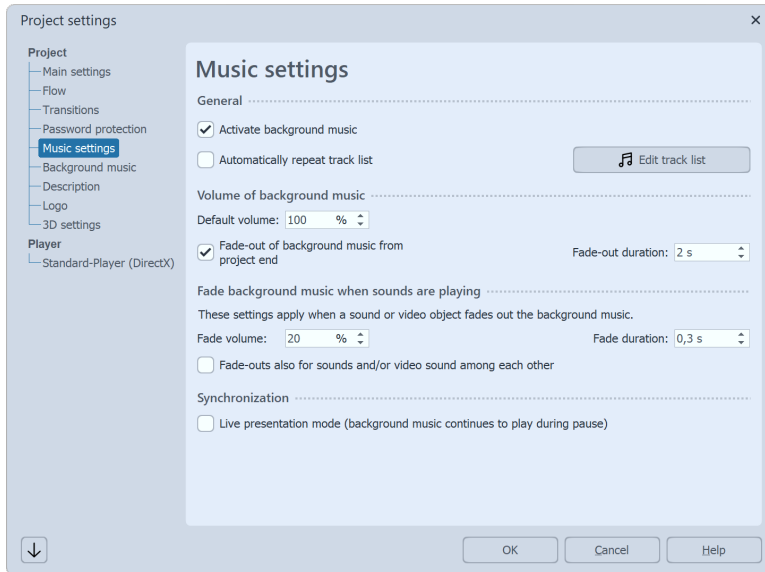 Project settings
Project
Main settings
Flow
Transitions
Password protection
Music settings
Background music
Description
Logo
3D settings
Player
Standard-Player (DirectX)
Music settings
General
Activate background music
Automatically repeat track list
Edit track list
Volume of background music
Default volume: 100 %
Fade-out of background music from
project end
Fade-out duration: 2 s
Fade background music when sounds are playing
These settings apply when a sound or video object fades out the background music.
Fade volume: 20 %
Fade duration: 0,3 s
Fade-outs also for sounds and/or video sound among each other
Synchronization
Live presentation mode (background music continues to play during pause)
OK
Cancel
Help